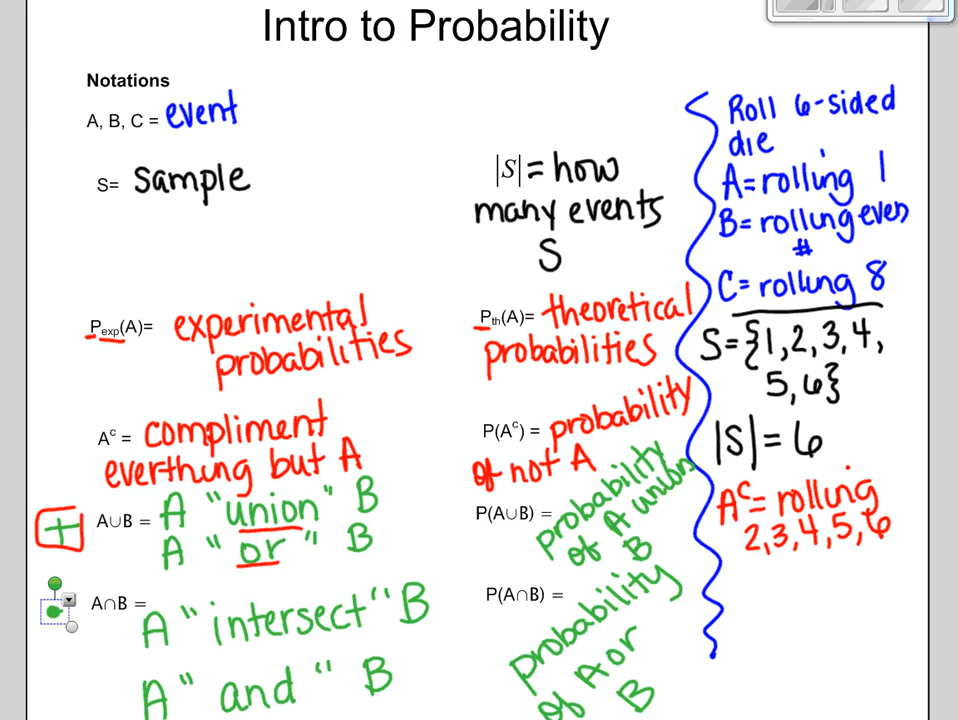 Intro to Probability
Notations
A, B, C = event
S= sample
|S| = how
many events
S
P_exp(A)= experimental
probabilities
P_th(A)= theoretical
probabilities
Aᶜ = compliment
everthing but A
P(Aᶜ) = probability
of not A
+
A∪B = A "union" B
A "or" B
P(A∪B) = probability
of A union
B
A∩B = A "intersect" B
A "and" B
P(A∩B) = probability
of A or
B
Roll 6-sided
die
A=rolling 1
B=rolling even
#
C=rolling 8
S={1,2,3,4,
5,6}
|S|=6
Aᶜ=rolling
2,3,4,5,6